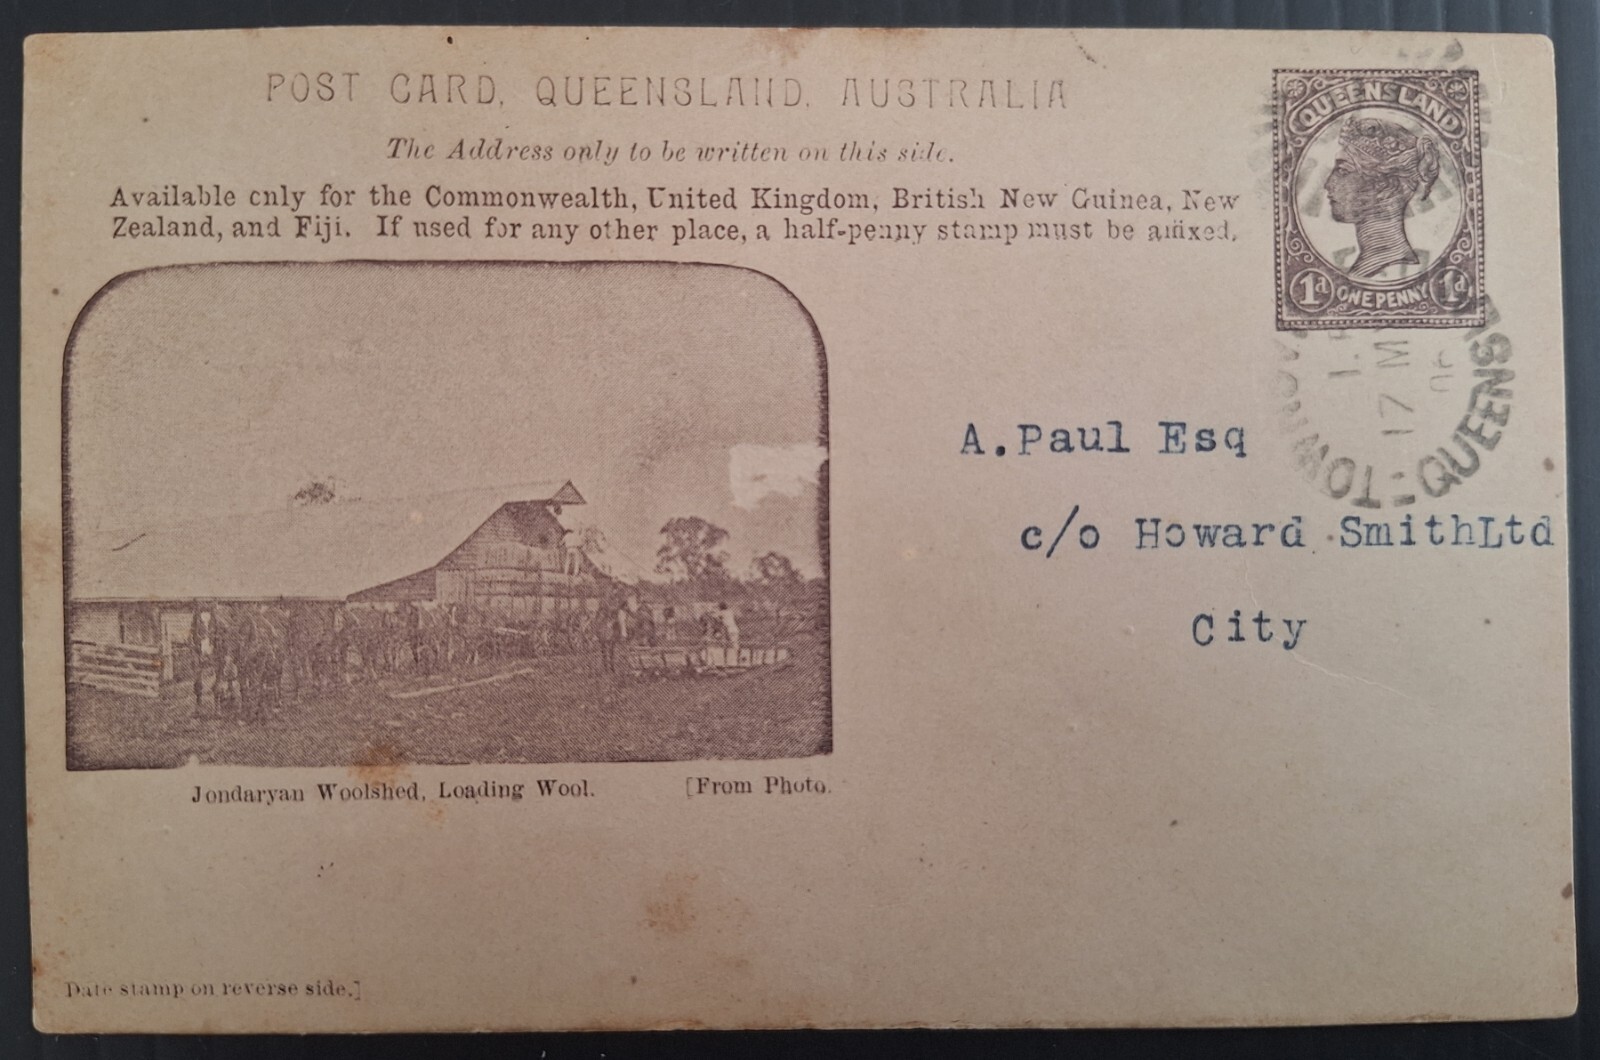 POST CARD, QUEENSLAND, AUSTRALIA
The Address only to be written on this side.
Available only for the Commonwealth, United Kingdom, British New Guinea, New
Zealand, and Fiji. If used for any other place, a half-penny stamp must be affixed.
QUEENSLAND
1d ONE PENNY 1d
17 M
TOWN
QUEENS
A.Paul Esq
c/o Howard SmithLtd
City
Jondaryan Woolshed, Loading Wool. [From Photo.
Date stamp on reverse side.]